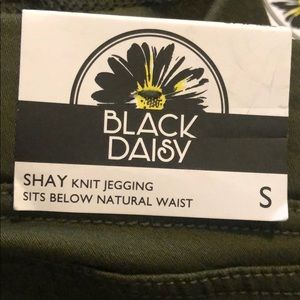 BLACK
DAISY
SHAY KNIT JEGGING
SITS BELOW NATURAL WAIST
S